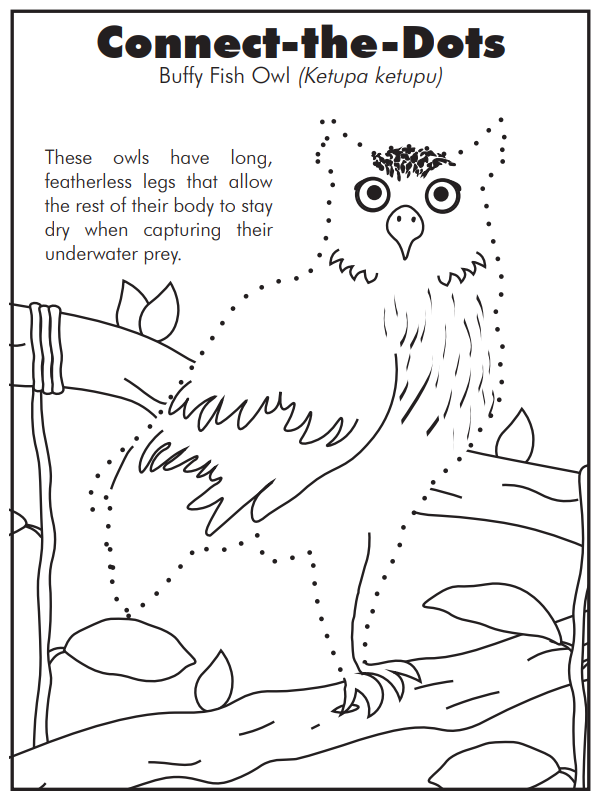 Connect-the-Dots
Buffy Fish Owl (Ketupa ketupu)
These owls have long,
featherless legs that allow
the rest of their body to stay
dry when capturing their
underwater prey.